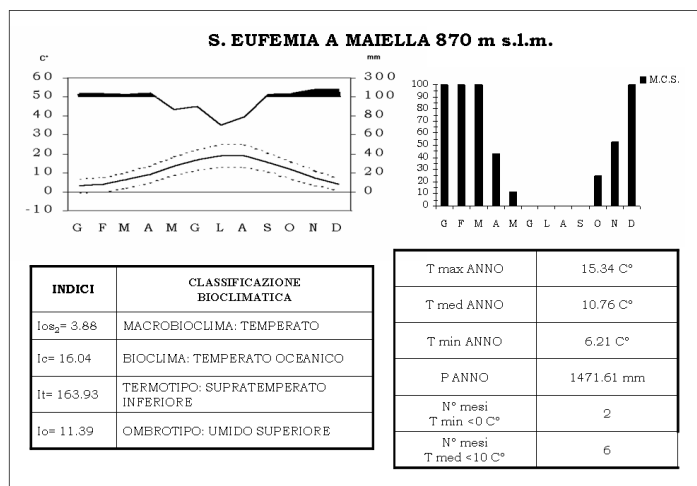 S. EUFEMIA A MAIELLA 870 m s.l.m.
C° mm
60 300
50 100
40 80
30 60
20 40
10 20
0 0
-10
G F M A M G L A S O N D
M.C.S.
100
90
80
70
60
50
40
30
20
10
0
G F M A M G L A S O N D
INDICI CLASSIFICAZIONE
BIOCLIMATICA
Ios2= 3.88 MACROBIOCLIMA: TEMPERATO
Ic= 16.04 BIOCLIMA: TEMPERATO OCEANICO
It= 163.93 TERMOTIPO: SUPRATEMPERATO
INFERIORE
Io= 11.39 OMBROTIPO: UMIDO SUPERIORE
T max ANNO 15.34 C°
T med ANNO 10.76 C°
T min ANNO 6.21 C°
P ANNO 1471.61 mm
N° mesi
T min <0 C° 2
N° mesi
T med <10 C° 6